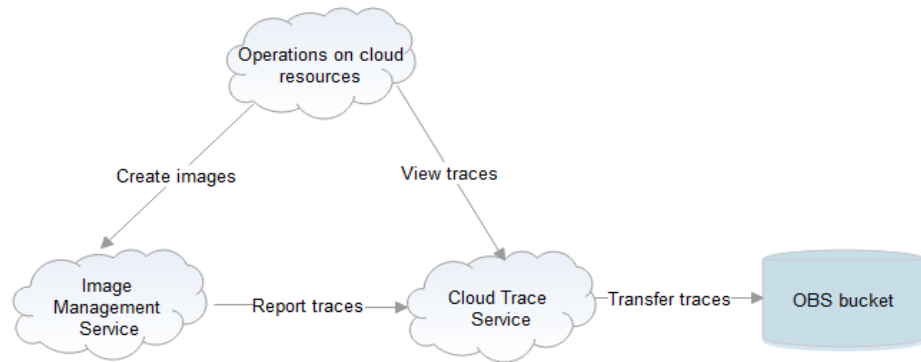 Operations on cloud
resources
Create images
View traces
Image
Management
Service
Report traces
Cloud Trace
Service
Transfer traces
OBS bucket